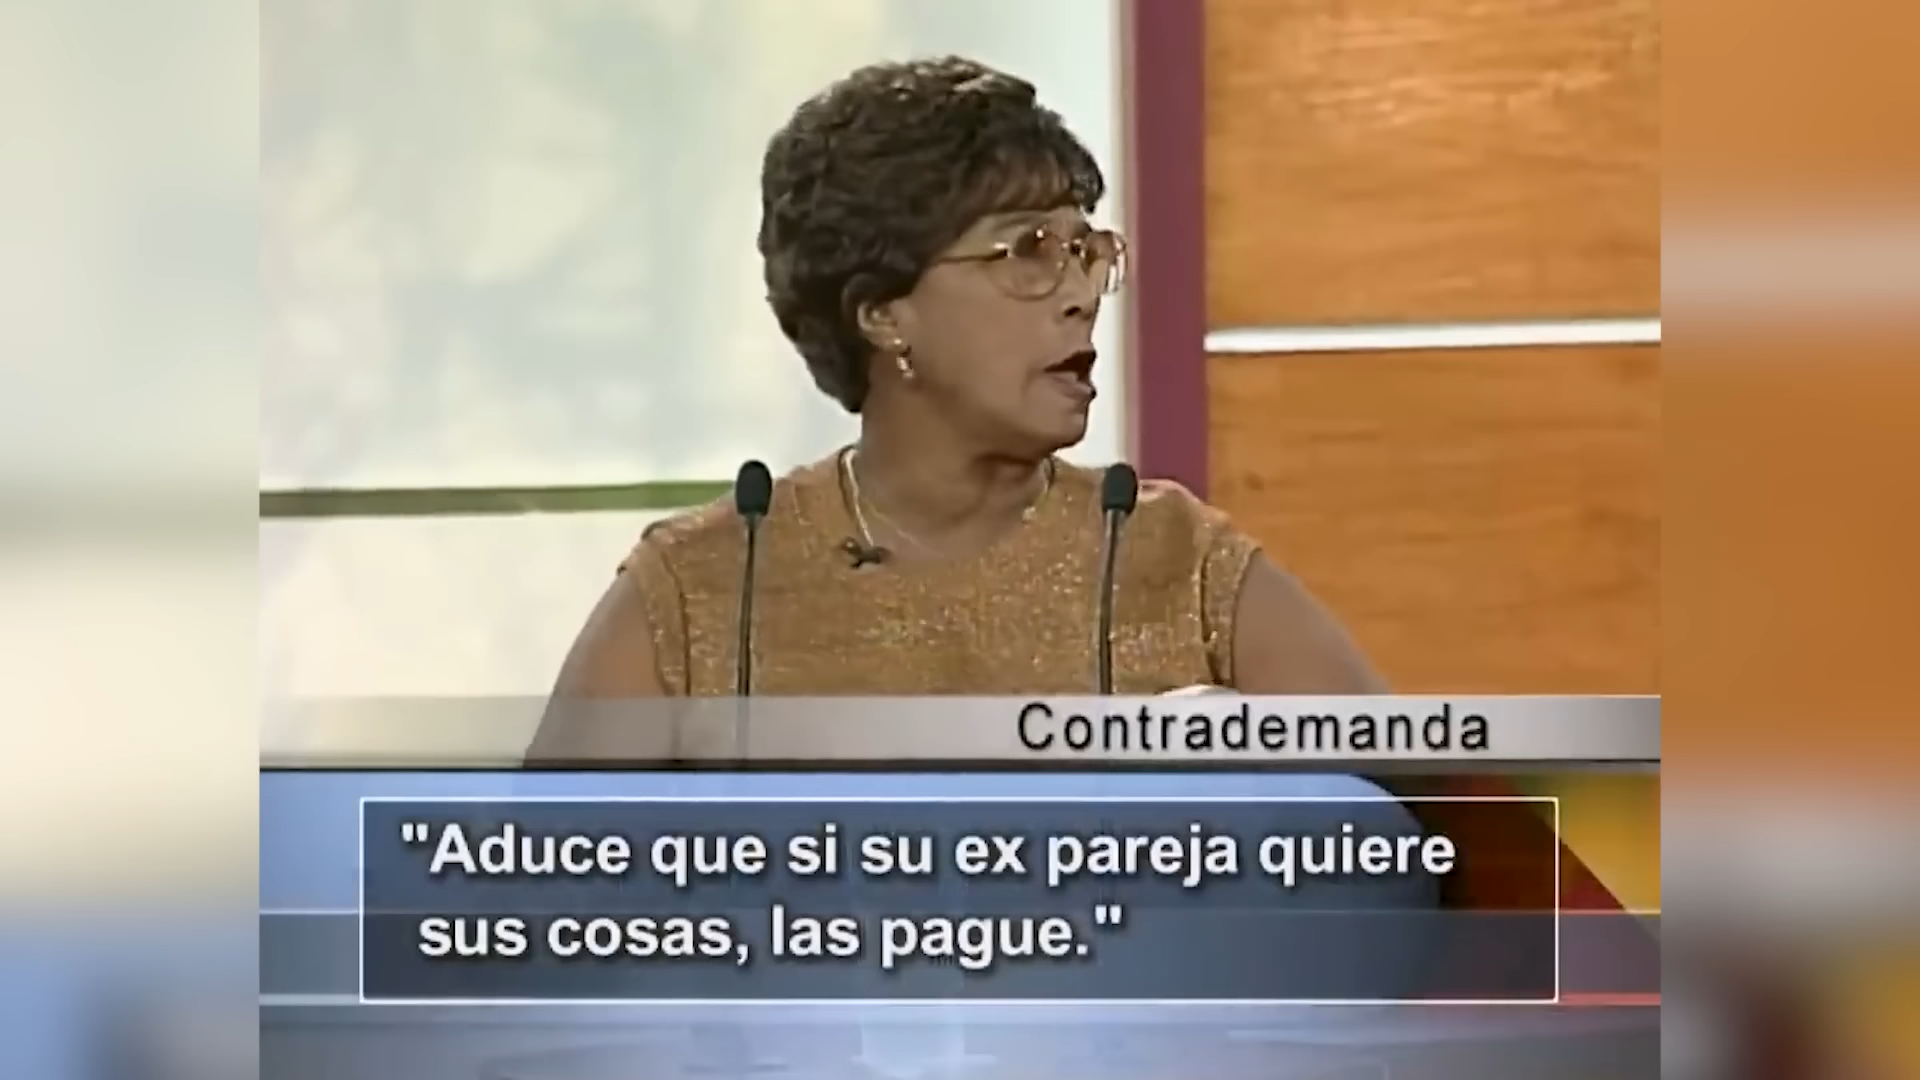 Contrademanda
"Aduce que si su ex pareja quiere
sus cosas, las pague."